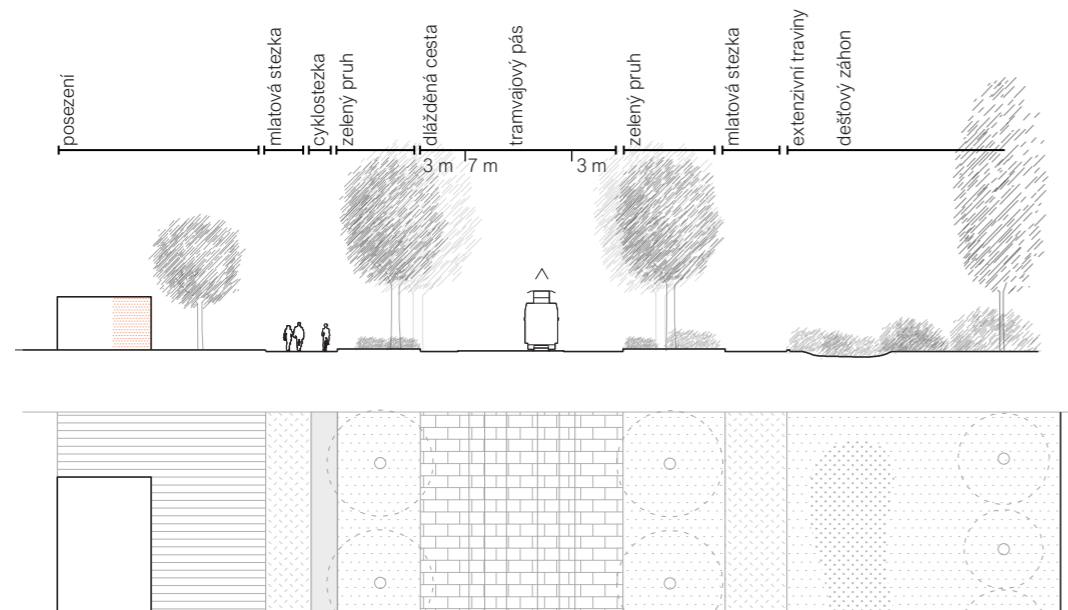 posezení
mlatová stezka
cyklostezka
zelený pruh
dlážděná cesta
tramvajový pás
zelený pruh
mlatová stezka
extenzivní traviny
dešťový záhon
3 m
7 m
3 m